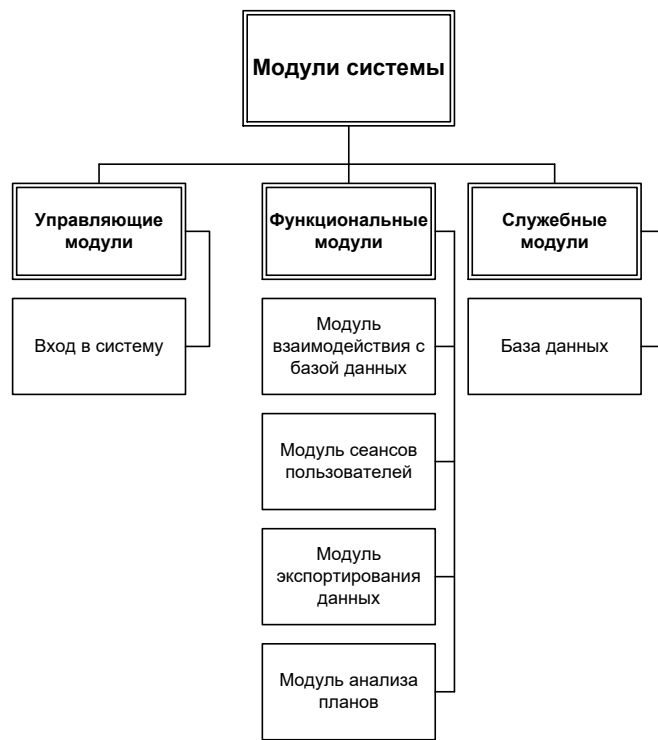 Модули системы
Управляющие
модули
Функциональные
модули
Служебные
модули
Вход в систему
Модуль
взаимодействия с
базой данных
База данных
Модуль сеансов
пользователей
Модуль
экспортирования
данных
Модуль анализа
планов